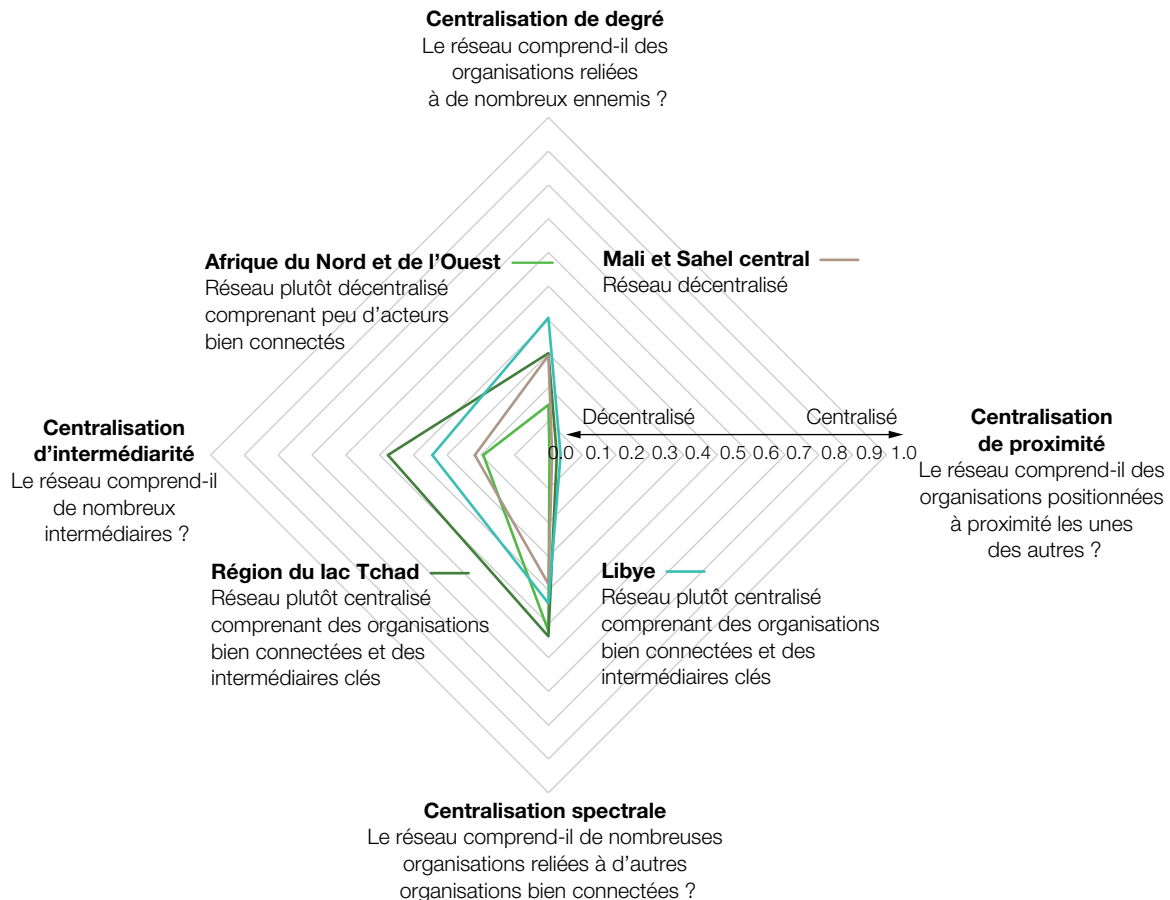 Centralisation de degré
Le réseau comprend-il des
organisations reliées
à de nombreux ennemis ?
Afrique du Nord et de l’Ouest
Réseau plutôt décentralisé
comprenant peu d’acteurs
bien connectés
Mali et Sahel central
Réseau décentralisé
Centralisation
d’intermédiarité
Le réseau comprend-il
de nombreux
intermédiaires ?
Décentralisé
Centralisé
0.0 0.1 0.2 0.3 0.4 0.5 0.6 0.7 0.8 0.9 1.0
Centralisation
de proximité
Le réseau comprend-il des
organisations positionnées
à proximité les unes
des autres ?
Région du lac Tchad
Réseau plutôt centralisé
comprenant des organisations
bien connectées et des
intermédiaires clés
Libye
Réseau plutôt centralisé
comprenant des organisations
bien connectées et des
intermédiaires clés
Centralisation spectrale
Le réseau comprend-il de nombreuses
organisations reliées à d’autres
organisations bien connectées ?